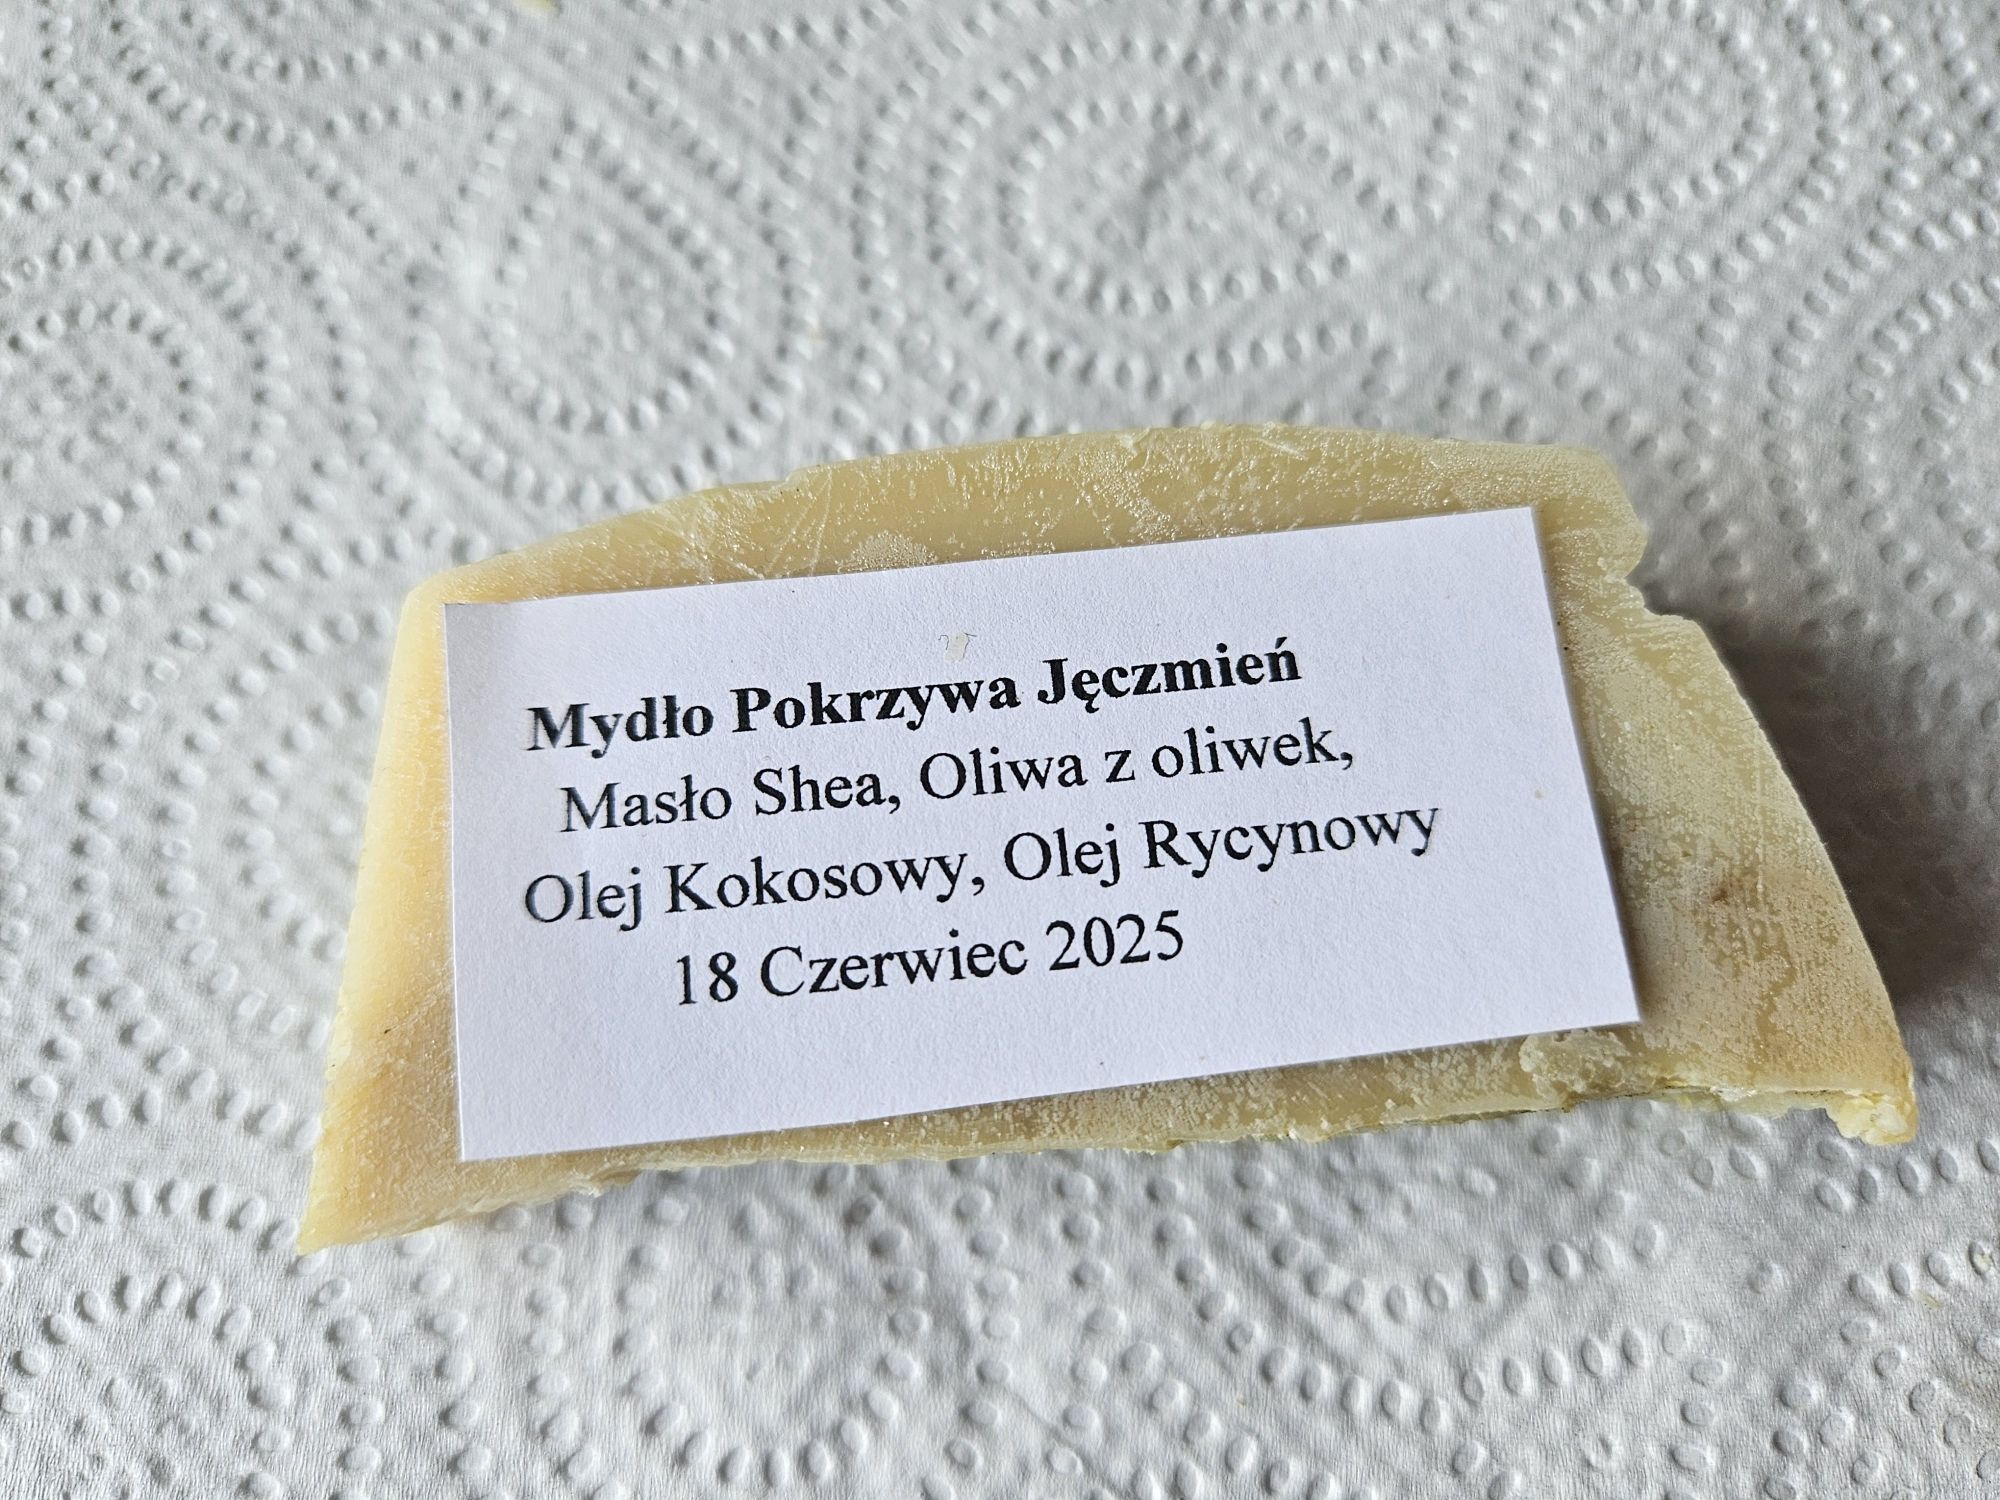 Mydło Pokrzywa Jęczmień
Masło Shea, Oliwa z oliwek,
Olej Kokosowy, Olej Rycynowy
18 Czerwiec 2025